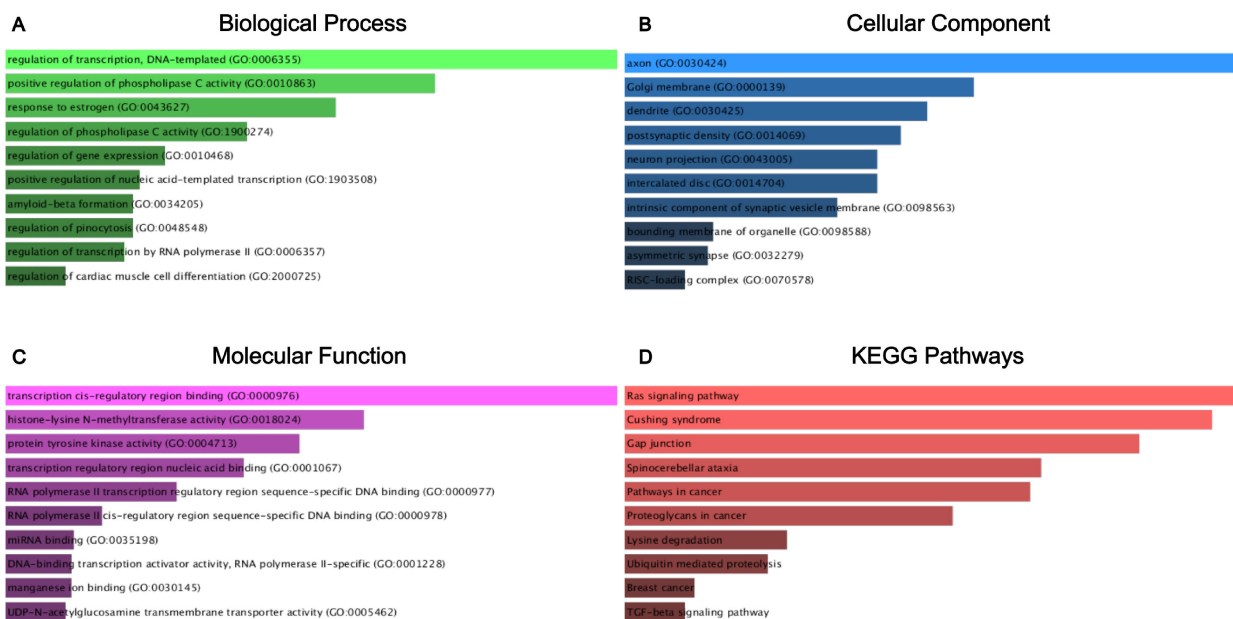 A
Biological Process
regulation of transcription, DNA-templated (GO:0006355)
positive regulation of phospholipase C activity (GO:0010863)
response to estrogen (GO:0043627)
regulation of phospholipase C activity (GO:1900274)
regulation of gene expression (GO:0010468)
positive regulation of nucleic acid-templated transcription (GO:1903508)
amyloid-beta formation (GO:0034205)
regulation of pinocytosis (GO:0048548)
regulation of transcription by RNA polymerase II (GO:0006357)
regulation of cardiac muscle cell differentiation (GO:2000725)
B
Cellular Component
axon (GO:0030424)
Golgi membrane (GO:0000139)
dendrite (GO:0030425)
postsynaptic density (GO:0014069)
neuron projection (GO:0043005)
intercalated disc (GO:0014704)
intrinsic component of synaptic vesicle membrane (GO:0098563)
bounding membrane of organelle (GO:0098588)
asymmetric synapse (GO:0032279)
RISC-loading complex (GO:0070578)
C
Molecular Function
transcription cis-regulatory region binding (GO:0000976)
histone-lysine N-methyltransferase activity (GO:0018024)
protein tyrosine kinase activity (GO:0004713)
transcription regulatory region nucleic acid binding (GO:0001067)
RNA polymerase II transcription regulatory region sequence-specific DNA binding (GO:0000977)
RNA polymerase II cis-regulatory region sequence-specific DNA binding (GO:0000978)
miRNA binding (GO:0035198)
DNA-binding transcription activator activity, RNA polymerase II-specific (GO:0001228)
manganese ion binding (GO:0030145)
UDP-N-acetylglucosamine transmembrane transporter activity (GO:0005462)
D
KEGG Pathways
Ras signaling pathway
Cushing syndrome
Gap junction
Spinocerebellar ataxia
Pathways in cancer
Proteoglycans in cancer
Lysine degradation
Ubiquitin mediated proteolysis
Breast cancer
TGF-beta signaling pathway